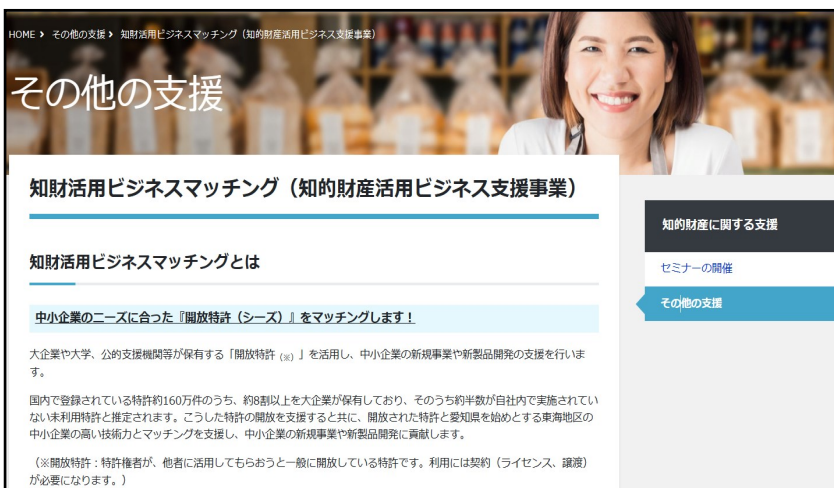 HOME › その他の支援 › 知財活用ビジネスマッチング（知的財産活用ビジネス支援事業）
その他の支援
知財活用ビジネスマッチング（知的財産活用ビジネス支援事業）
知的財産に関する支援
知財活用ビジネスマッチングとは
セミナーの開催
その他の支援
中小企業のニーズに合った『開放特許（シーズ）』をマッチングします！
大企業や大学、公的支援機関等が保有する「開放特許（※）」を活用し、中小企業の新規事業や新製品開発の支援を行いま
す。
国内で登録されている特許約160万件のうち、約8割以上を大企業が保有しており、そのうち約半数が自社内で実施されてい
ない未利用特許と推定されます。こうした特許の開放を支援すると共に、開放された特許と愛知県を始めとする東海地区の
中小企業の高い技術力とマッチングを支援し、中小企業の新規事業や新製品開発に貢献します。
（※開放特許：特許権者が、他者に活用してもらおうと一般に開放している特許です。利用には契約（ライセンス、譲渡）
が必要になります。）